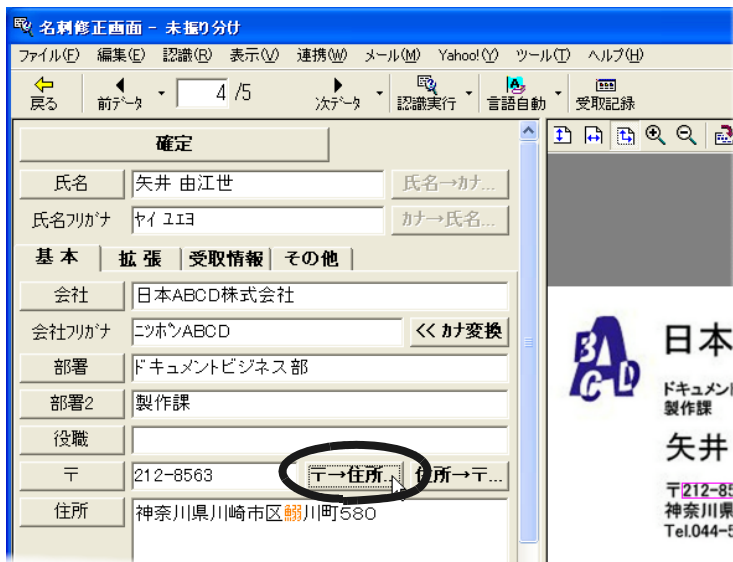 名刺修正画面 - 未振り分け
ファイル(F) 編集(E) 認識(R) 表示(V) 連携(W) メール(M) Yahoo!(Y) ツール(T) ヘルプ(H)
戻る 前ﾃﾞｰﾀ 4 /5 次ﾃﾞｰﾀ 認識実行 言語自動 受取記録
確定
氏名 矢井 由江世 氏名→ｶﾅ...
氏名ﾌﾘｶﾞﾅ ﾔｲ ﾕｴﾖ ｶﾅ→氏名...
基本 拡張 受取情報 その他
会社 日本ABCD株式会社
会社ﾌﾘｶﾞﾅ ﾆｯﾎﾟﾝABCD << ｶﾅ変換
部署 ドキュメントビジネス部
部署2 製作課
役職
〒 212-8563 〒→住所... 住所→〒...
住所 神奈川県川崎市区鰯川町580
ABCD
日本
ドキュメント
製作課
矢井
〒212-85
神奈川県
Tel.044-5